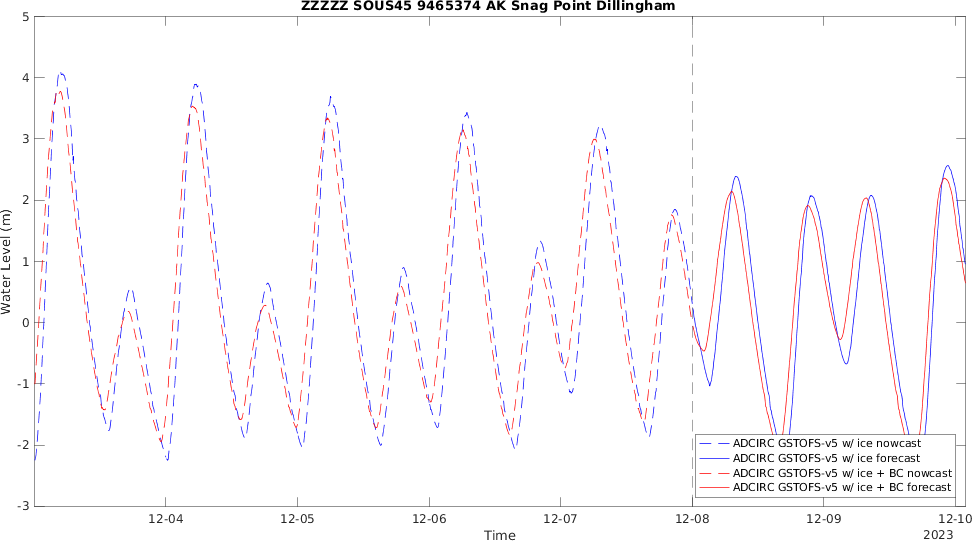 ZZZZZ SOUS45 9465374 AK Snag Point Dillingham
5
4
3
2
1
0
-1
-2
-3
Water Level (m)
ADCIRC GSTOFS-v5 w/ ice nowcast
ADCIRC GSTOFS-v5 w/ ice forecast
ADCIRC GSTOFS-v5 w/ ice + BC nowcast
ADCIRC GSTOFS-v5 w/ ice + BC forecast
12-04 12-05 12-06 12-07 12-08 12-09 12-10
Time
2023